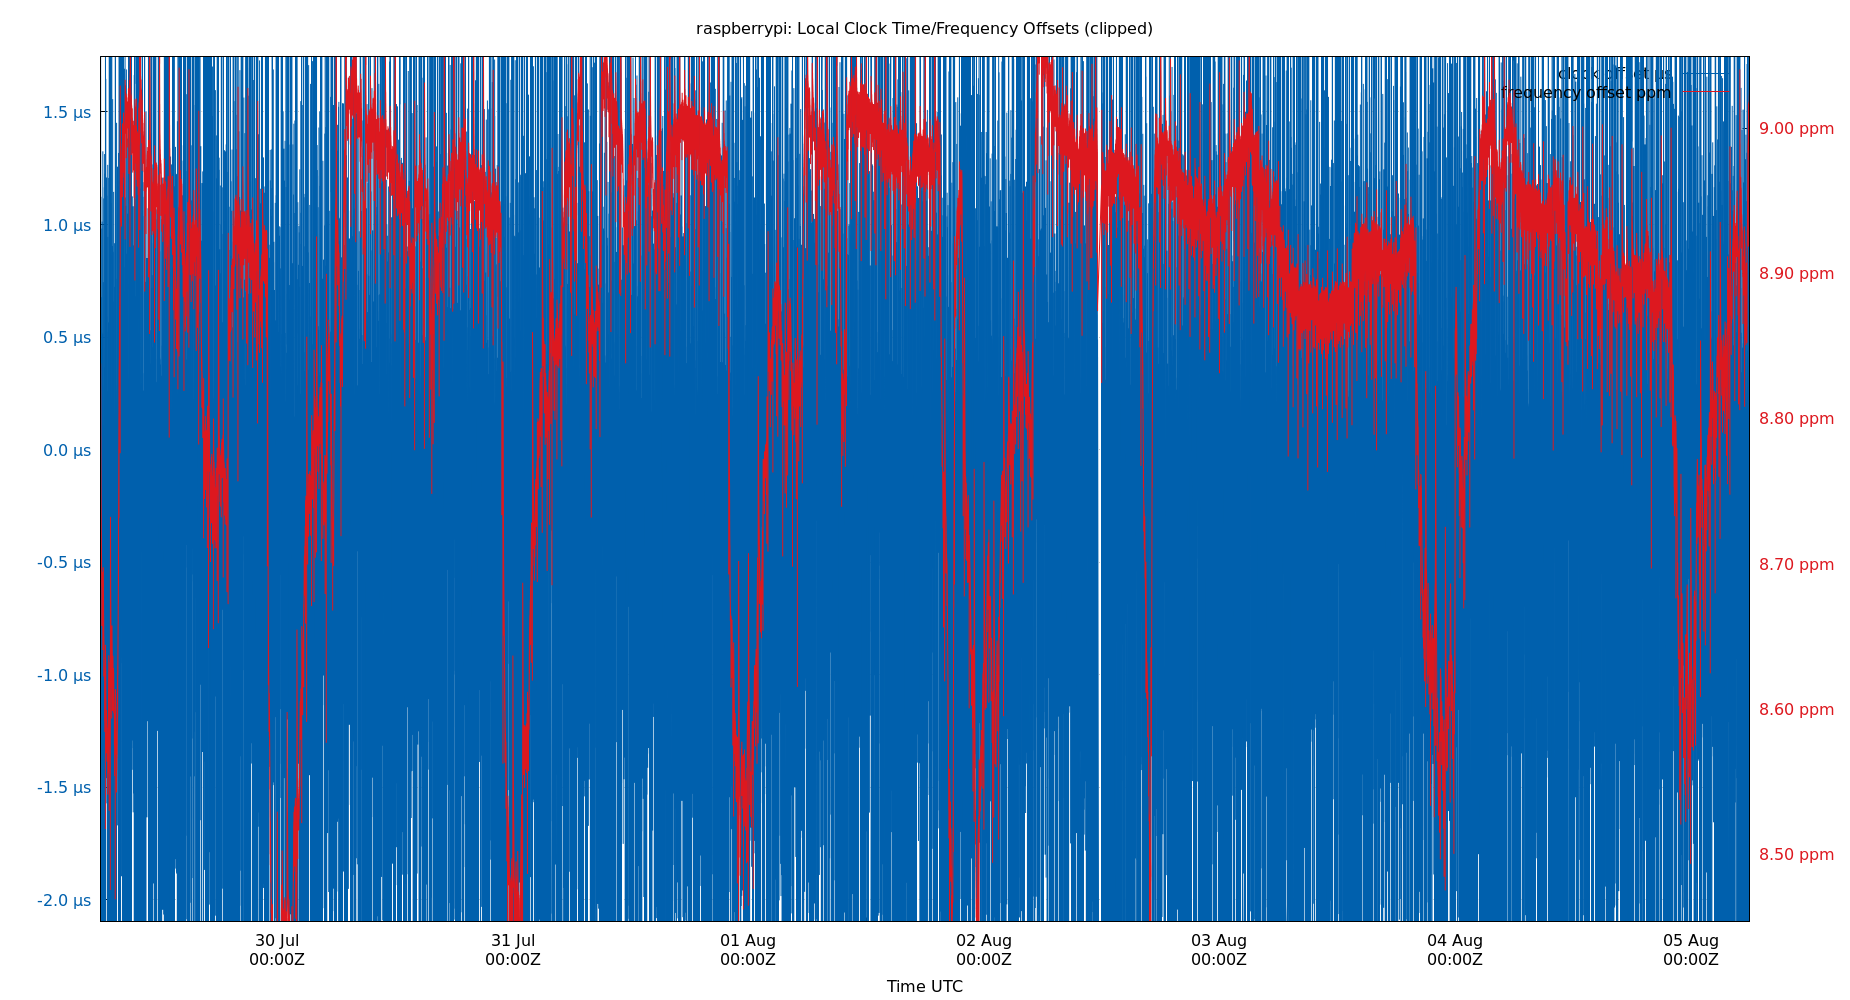 raspberrypi: Local Clock Time/Frequency Offsets (clipped)
clock offset µs
frequency offset ppm
1.5 µs
1.0 µs
0.5 µs
0.0 µs
-0.5 µs
-1.0 µs
-1.5 µs
-2.0 µs
9.00 ppm
8.90 ppm
8.80 ppm
8.70 ppm
8.60 ppm
8.50 ppm
30 Jul 31 Jul 01 Aug 02 Aug 03 Aug 04 Aug 05 Aug
00:00Z 00:00Z 00:00Z 00:00Z 00:00Z 00:00Z 00:00Z
Time UTC